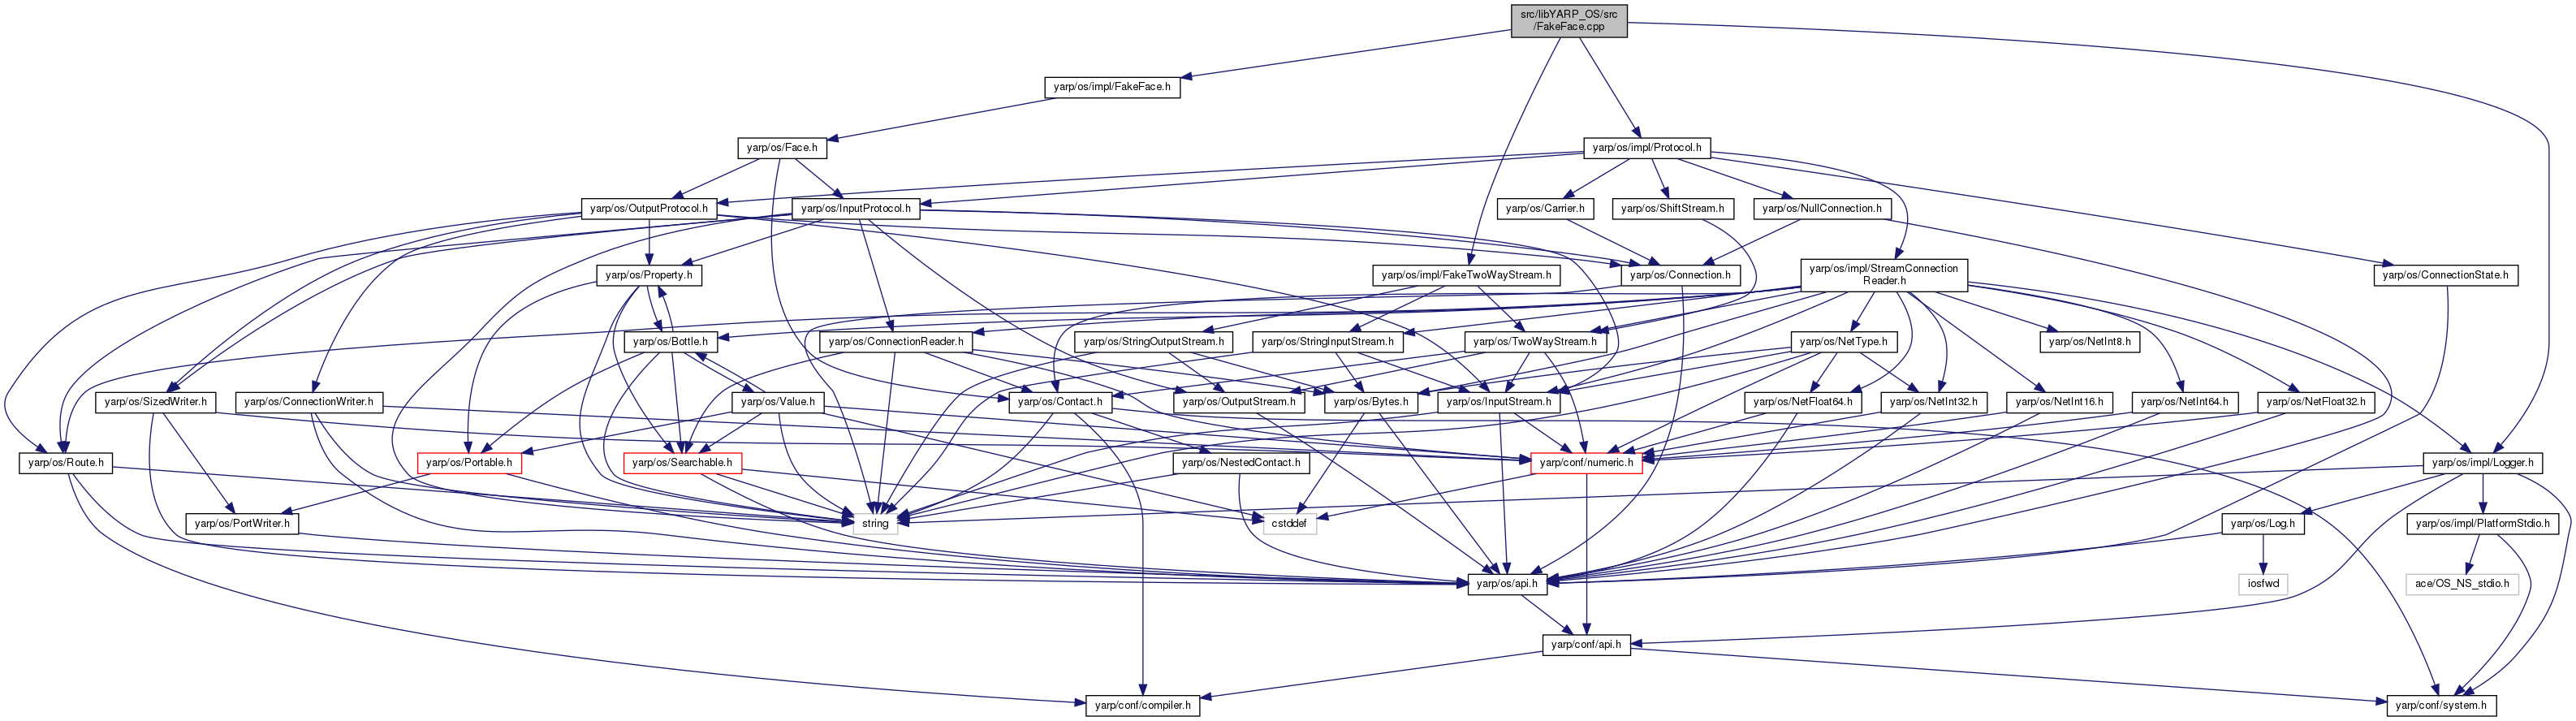 src/libYARP_OS/src
/FakeFace.cpp
yarp/os/impl/FakeFace.h
yarp/os/Face.h
yarp/os/impl/Protocol.h
yarp/os/OutputProtocol.h
yarp/os/InputProtocol.h
yarp/os/Carrier.h
yarp/os/ShiftStream.h
yarp/os/NullConnection.h
yarp/os/Property.h
yarp/os/impl/FakeTwoWayStream.h
yarp/os/Connection.h
yarp/os/impl/StreamConnection
Reader.h
yarp/os/ConnectionState.h
yarp/os/Bottle.h
yarp/os/ConnectionReader.h
yarp/os/StringOutputStream.h
yarp/os/StringInputStream.h
yarp/os/TwoWayStream.h
yarp/os/NetType.h
yarp/os/NetInt8.h
yarp/os/SizedWriter.h
yarp/os/ConnectionWriter.h
yarp/os/Value.h
yarp/os/Contact.h
yarp/os/OutputStream.h
yarp/os/Bytes.h
yarp/os/InputStream.h
yarp/os/NetFloat64.h
yarp/os/NetInt32.h
yarp/os/NetInt16.h
yarp/os/NetInt64.h
yarp/os/NetFloat32.h
yarp/os/Route.h
yarp/os/Portable.h
yarp/os/Searchable.h
yarp/os/NestedContact.h
yarp/conf/numeric.h
yarp/os/impl/Logger.h
yarp/os/PortWriter.h
string
cstddef
yarp/os/Log.h
yarp/os/impl/PlatformStdio.h
yarp/os/api.h
iosfwd
ace/OS_NS_stdio.h
yarp/conf/api.h
yarp/conf/compiler.h
yarp/conf/system.h